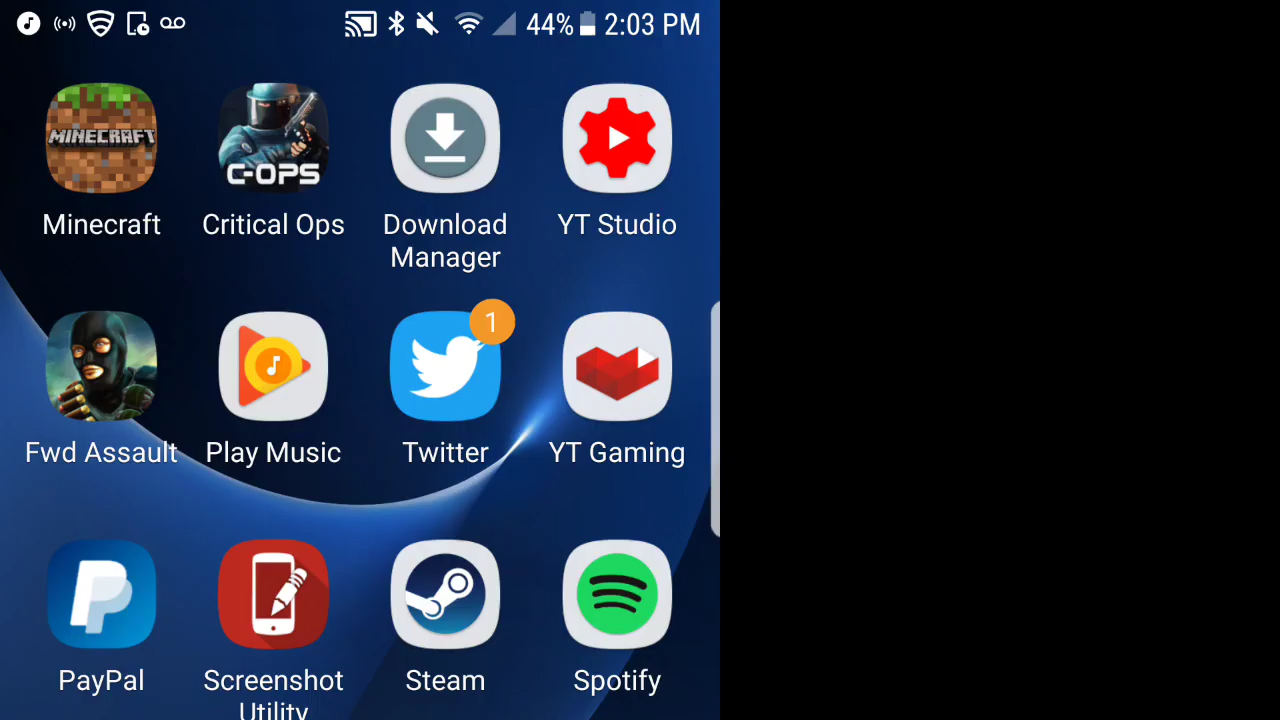 44% 2:03 PM
MINECRAFT
C-OPS
Minecraft Critical Ops Download Manager YT Studio
1
Fwd Assault Play Music Twitter YT Gaming
PayPal Screenshot Utility Steam Spotify